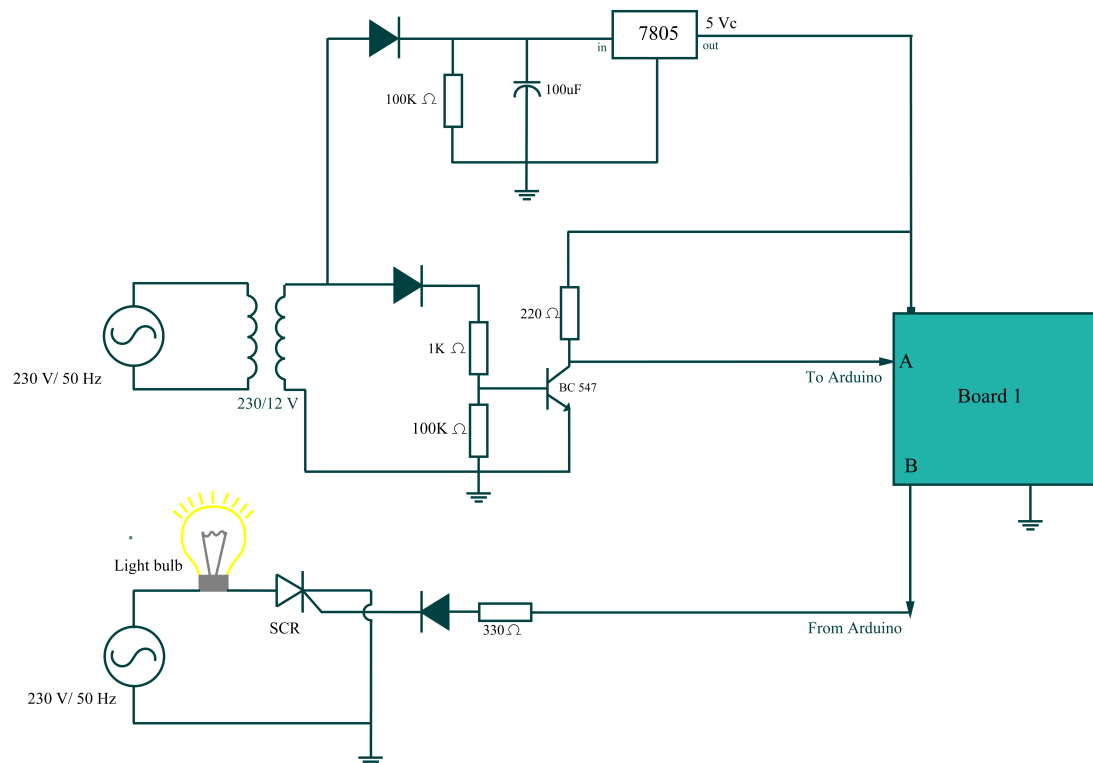 5 Vc
7805
in
out
100K Ω
100uF
220 Ω
1K Ω
BC 547
To Arduino
A
230 V/ 50 Hz
230/12 V
100K Ω
Board 1
B
Light bulb
SCR
330Ω
From Arduino
230 V/ 50 Hz